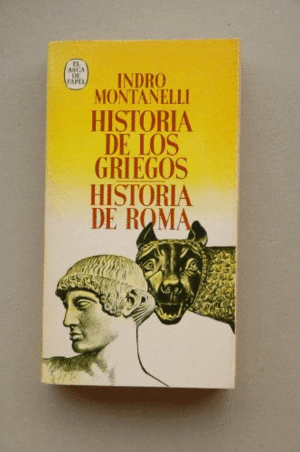 EL
ARCA
DE
PAPEL
INDRO
MONTANELLI
HISTORIA
DE LOS
GRIEGOS
HISTORIA
DE ROMA